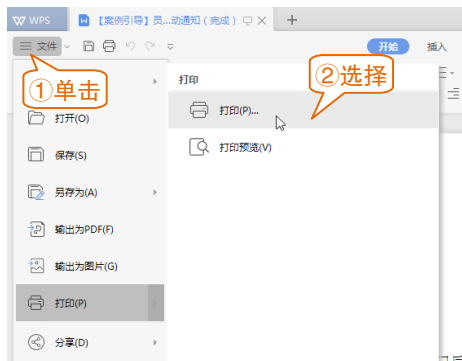 WPS 【案例引导】员...动通知（完成）
文件 开始 插入
①单击
打印
②选择
打印(P)...
打开(O)
打印预览(V)
保存(S)
另存为(A)
输出为PDF(F)
输出为图片(G)
打印(P)
分享(D)